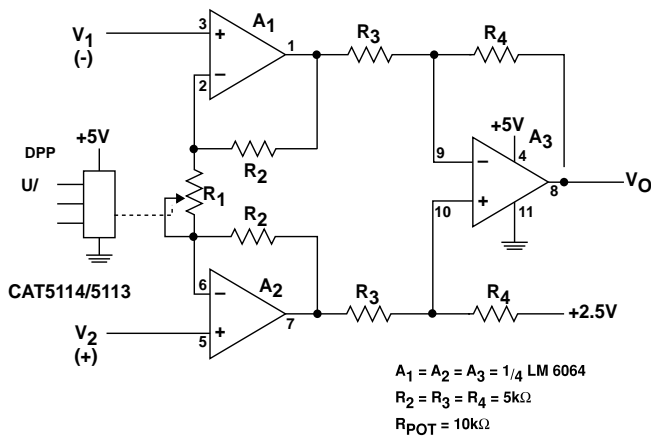 V1
(-)
3
+
A1
1
−
2
R3
R4
+5V
A3
DPP
+5V
R2
9
−
4
U/
R1
8
VO
10
+
11
R2
CAT5114/5113
6
−
A2
7
R3
R4
+2.5V
V2
(+)
5
+
A1 = A2 = A3 = 1/4 LM 6064
R2 = R3 = R4 = 5kΩ
RPOT = 10kΩ